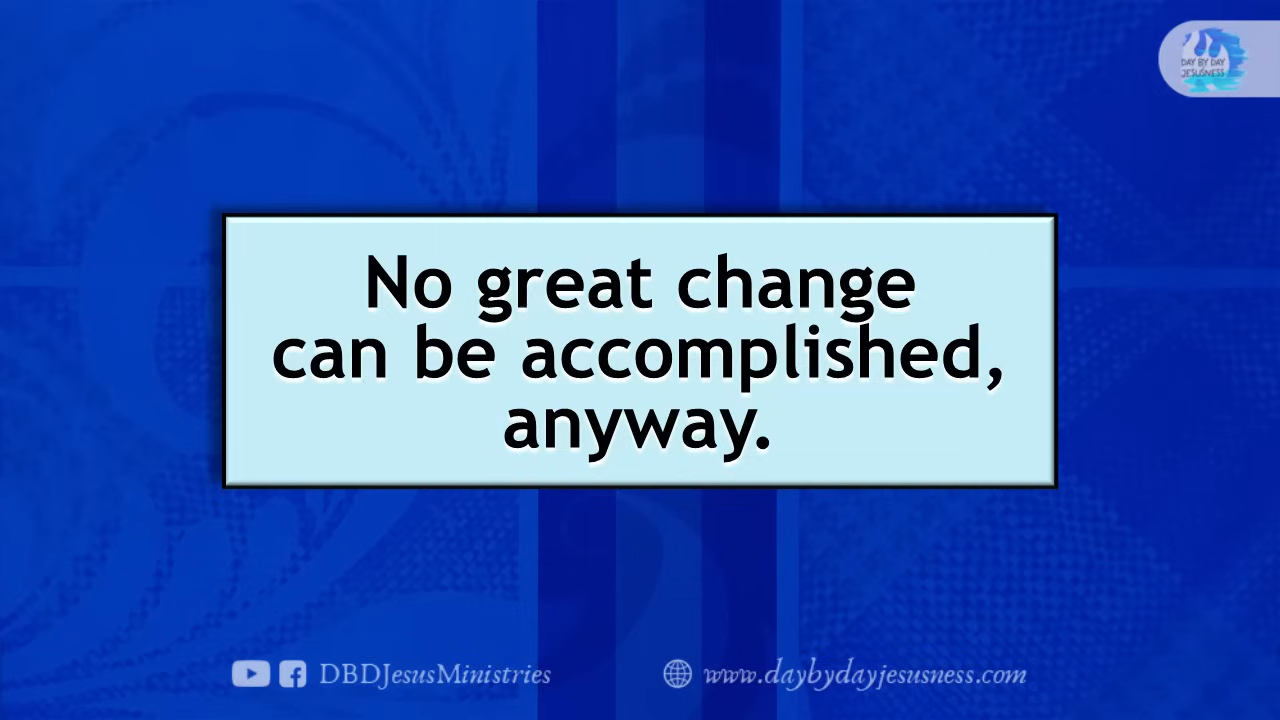 DAY BY DAY
JESUSNESS
No great change
can be accomplished,
anyway.
DBDJesusMinistries
www.daybydayjesusness.com